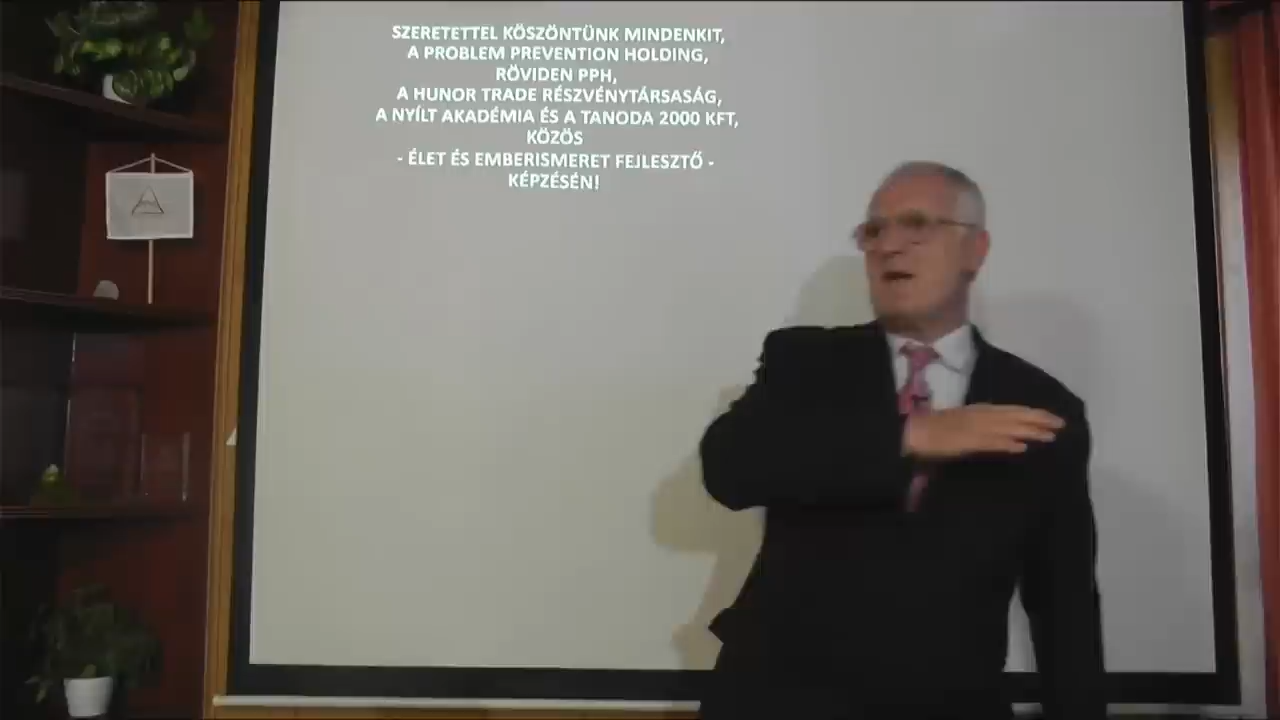 SZERETETTEL KÖSZÖNTÜNK MINDENKIT,
A PROBLEM PREVENTION HOLDING,
RÖVIDEN PPH,
A HUNOR TRADE RÉSZVÉNYTÁRSASÁG,
A NYÍLT AKADÉMIA ÉS A TANODA 2000 KFT,
KÖZÖS
- ÉLET ÉS EMBERISMERET FEJLESZTŐ -
KÉPZÉSÉN!